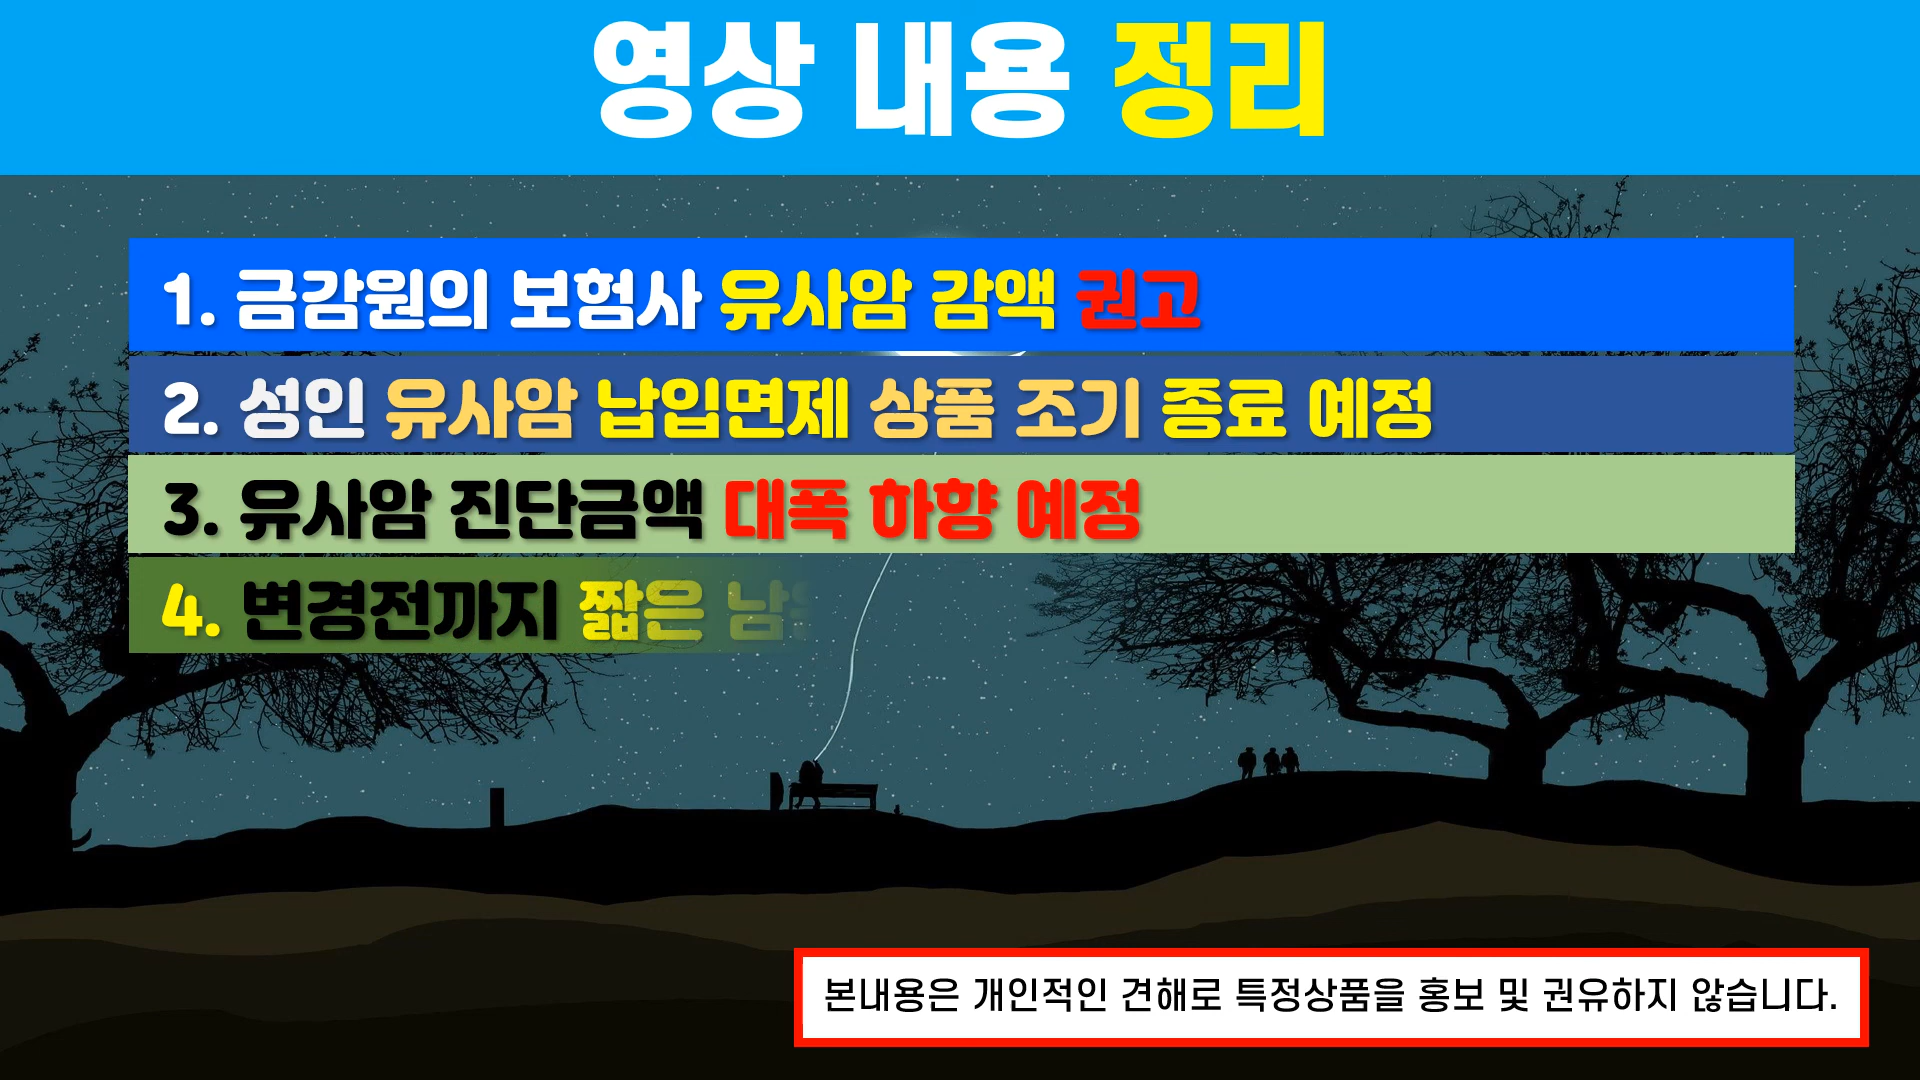 영상 내용 정리
1. 금감원의 보험사 유사암 감액 권고
2. 성인 유사암 납입면제 상품 조기 종료 예정
3. 유사암 진단금액 대폭 하향 예정
4. 변경전까지 짧은
본내용은 개인적인 견해로 특정상품을 홍보 및 권유하지 않습니다.